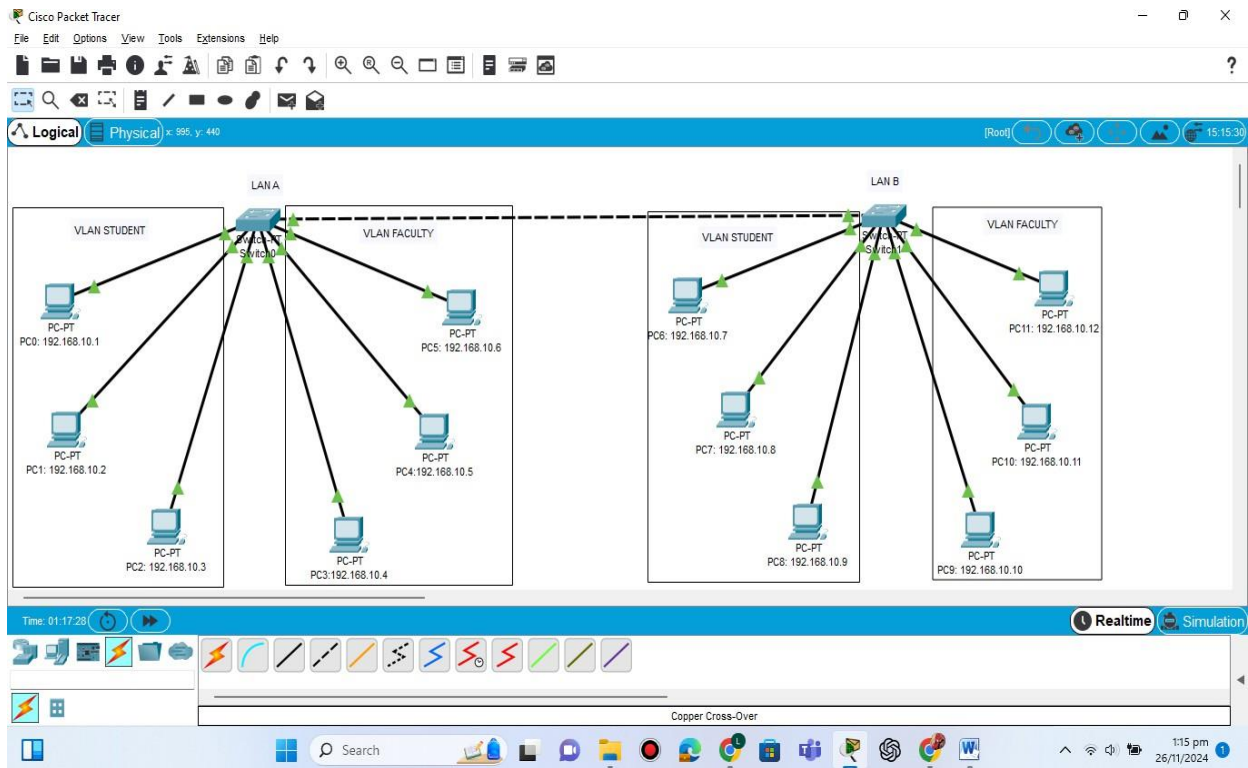 Cisco Packet Tracer
File Edit Options View Tools Extensions Help
?
Logical Physical x: 995, y: 440 [Root] 15:15:30
LAN A
LAN B
VLAN STUDENT
VLAN FACULTY
VLAN STUDENT
VLAN FACULTY
Switch-PT
Switch0
Switch-PT
Switch1
PC-PT
PC0: 192.168.10.1
PC-PT
PC5: 192.168.10.6
PC-PT
PC6: 192.168.10.7
PC-PT
PC11: 192.168.10.12
PC-PT
PC1: 192.168.10.2
PC-PT
PC4:192.168.10.5
PC-PT
PC7: 192.168.10.8
PC-PT
PC10: 192.168.10.11
PC-PT
PC2: 192.168.10.3
PC-PT
PC3:192.168.10.4
PC-PT
PC8: 192.168.10.9
PC-PT
PC9: 192.168.10.10
Time: 01:17:28 Realtime Simulation
Copper Cross-Over
Search
1:15 pm
26/11/2024
1